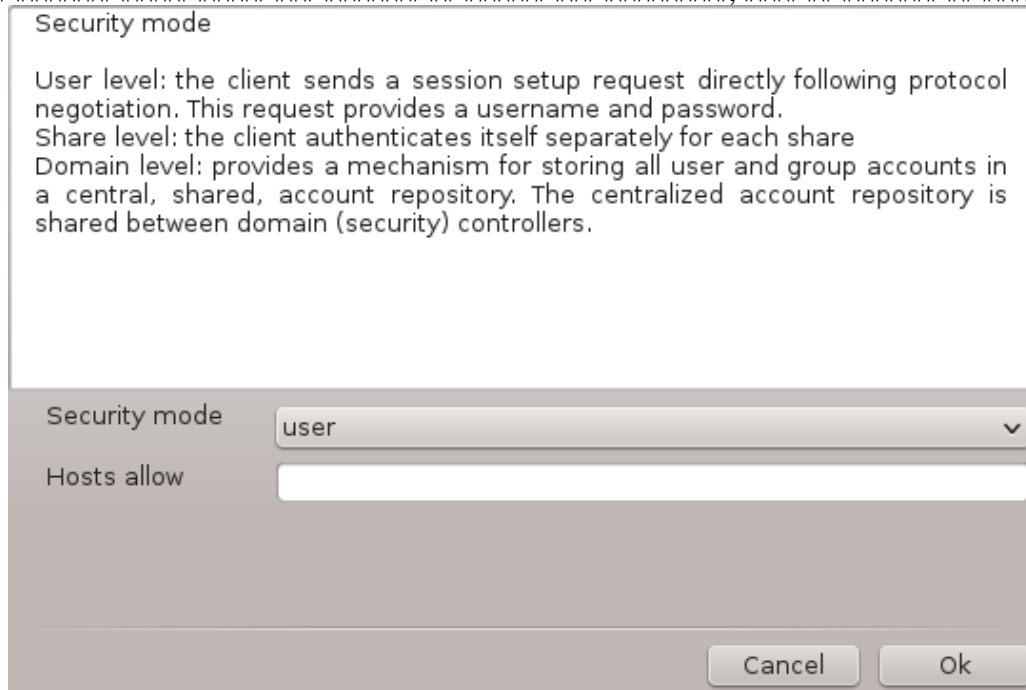 Security mode
User level: the client sends a session setup request directly following protocol
negotiation. This request provides a username and password.
Share level: the client authenticates itself separately for each share
Domain level: provides a mechanism for storing all user and group accounts in
a central, shared, account repository. The centralized account repository is
shared between domain (security) controllers.
Security mode
user
Hosts allow
Cancel
Ok